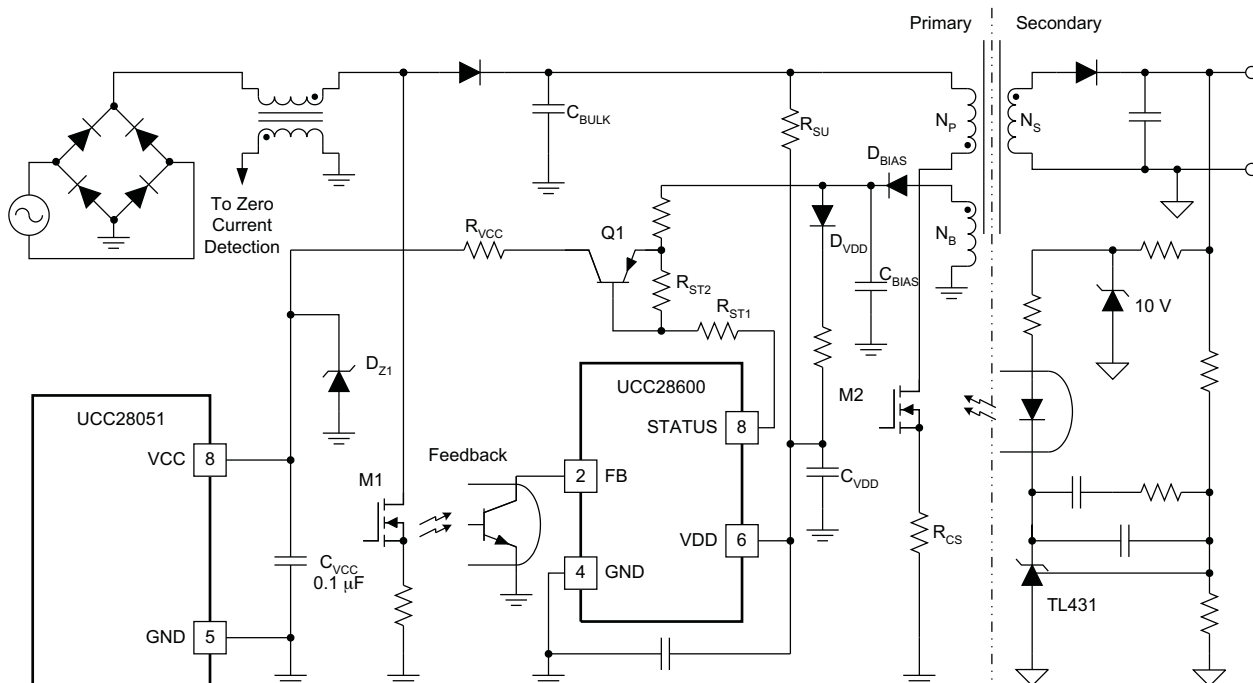 Primary
Secondary
C_BULK
R_SU
N_P
N_S
D_BIAS
To Zero
Current
Detection
R_VCC
Q1
D_VDD
N_B
C_BIAS
R_ST2
R_ST1
10 V
D_Z1
UCC28051
UCC28600
M2
VCC
8
STATUS
8
Feedback
M1
2
FB
C_VDD
VDD
6
R_CS
C_VCC
0.1 μF
4
GND
TL431
GND
5